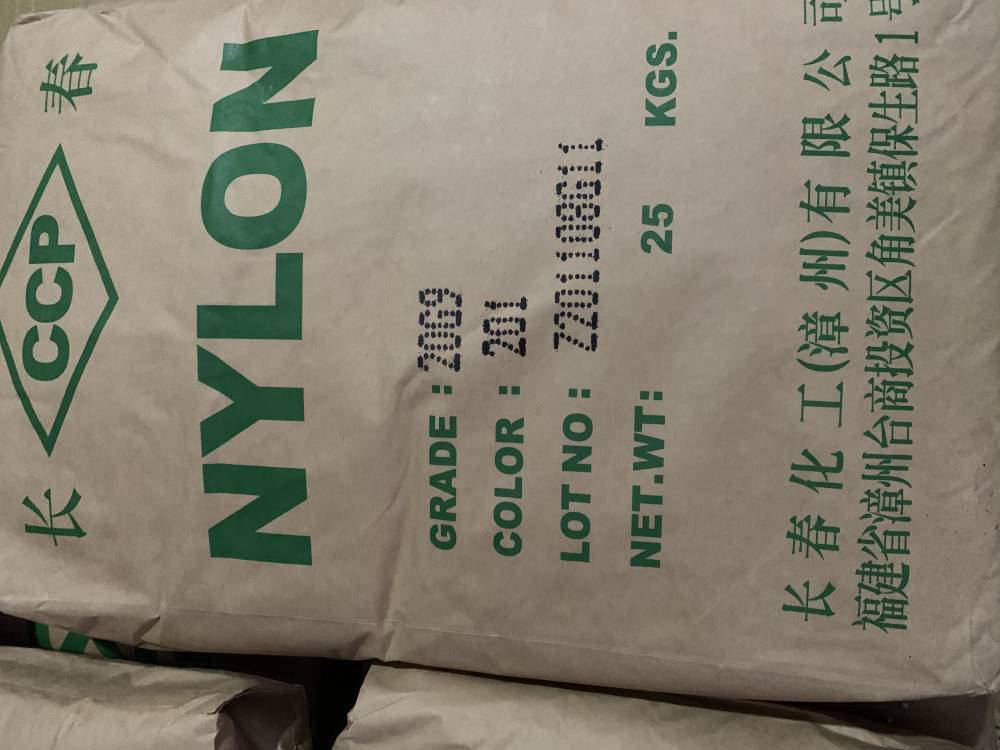 长 CCP 春
NYLON
GRADE : 20G9
COLOR : 201
LOT NO : 2201108G11
NET.WT: 25 KGS.
长春化工(漳州)有限公司
福建省漳州台商投资区角美镇保生路1号